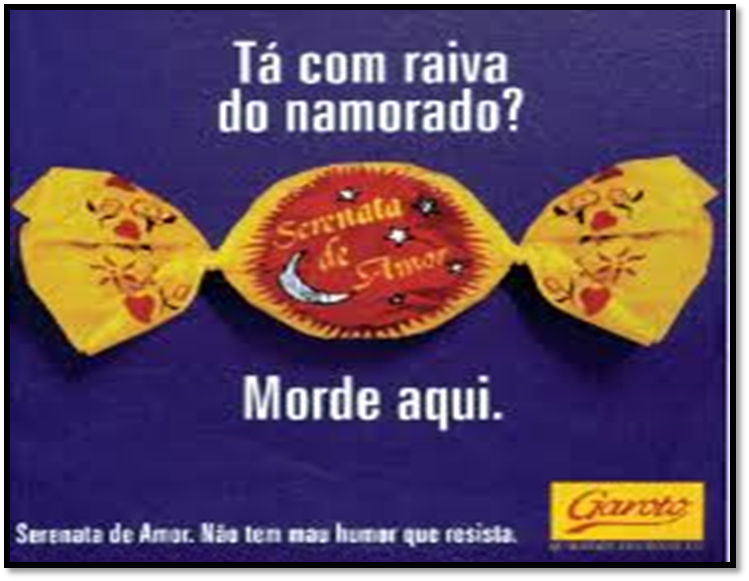 Tá com raiva
do namorado?
Serenata
de Amor
Morde aqui.
Garoto
Serenata de Amor. Não tem mau humor que resista.